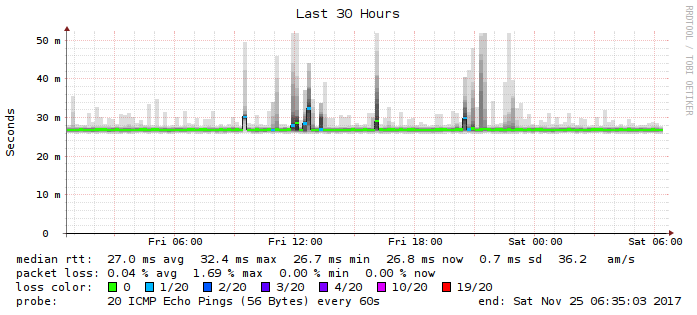 Last 30 Hours
RRDTOOL / TOBI OETIKER
Seconds
50 m
40 m
30 m
20 m
10 m
0
Fri 06:00 Fri 12:00 Fri 18:00 Sat 00:00 Sat 06:00
median rtt: 27.0 ms avg 32.4 ms max 26.7 ms min 26.8 ms now 0.7 ms sd 36.2 am/s
packet loss: 0.04 % avg 1.69 % max 0.00 % min 0.00 % now
loss color: 0 1/20 2/20 3/20 4/20 10/20 19/20
probe: 20 ICMP Echo Pings (56 Bytes) every 60s end: Sat Nov 25 06:35:03 2017